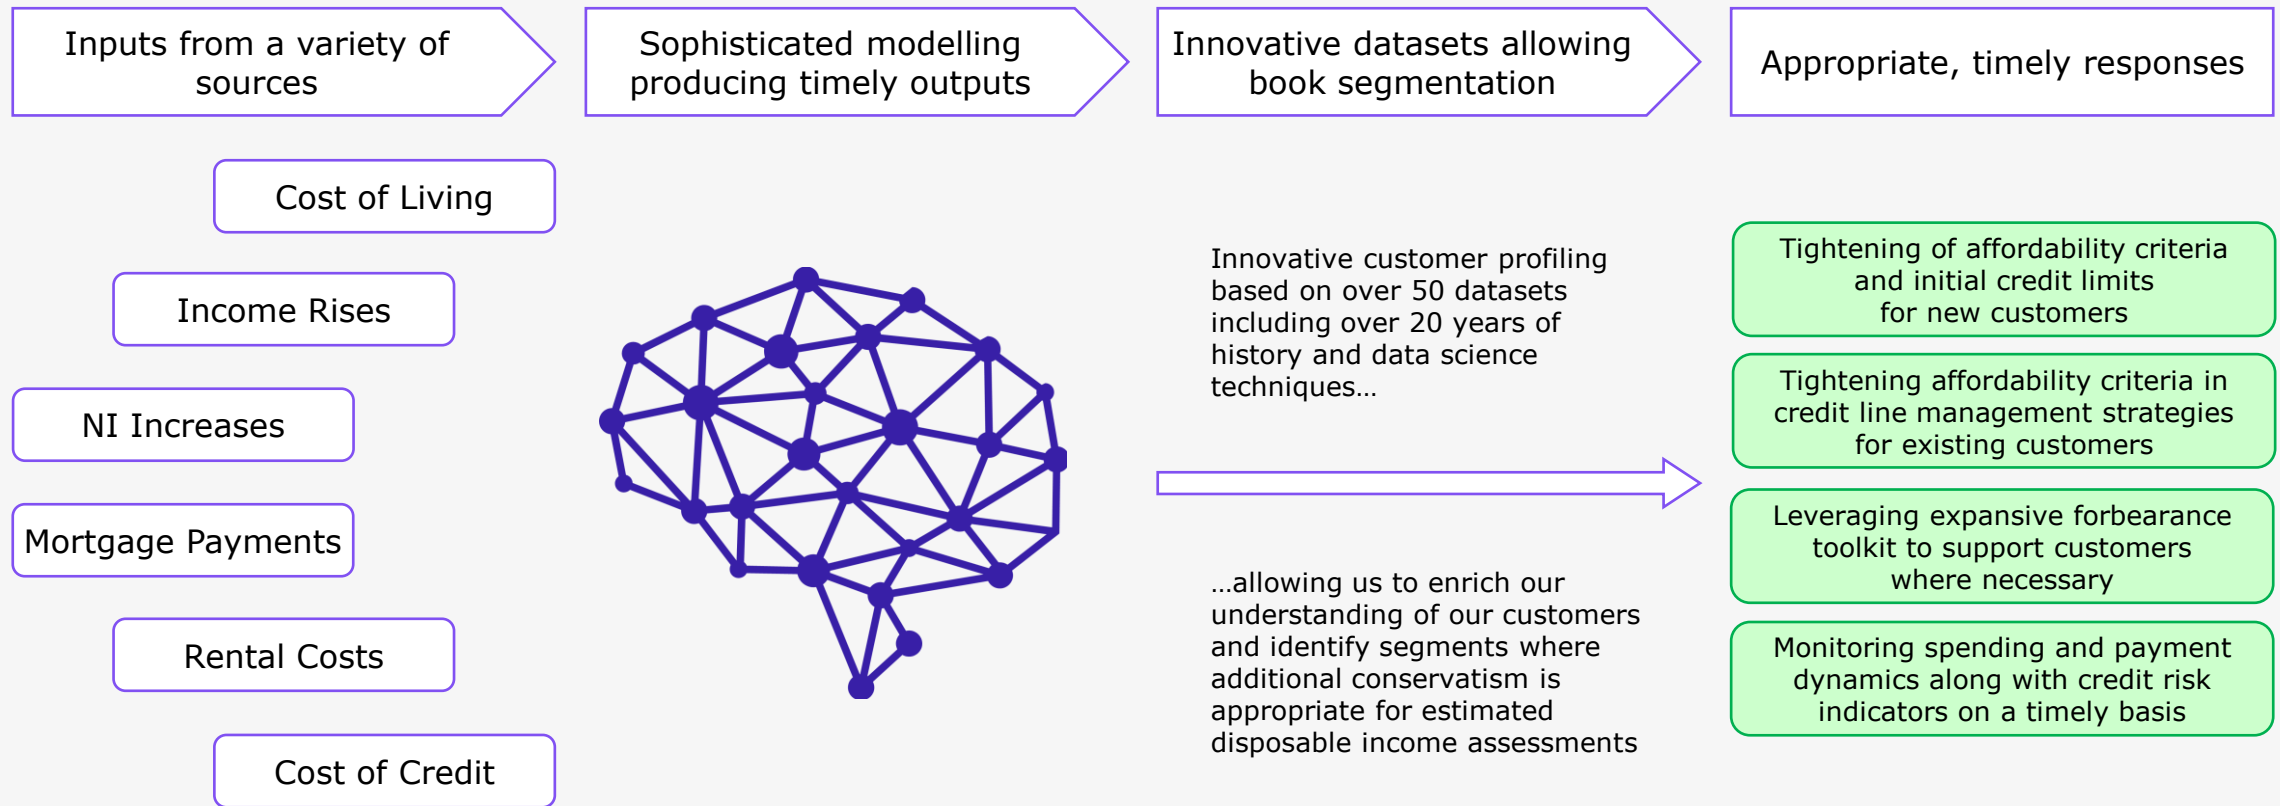 Inputs from a variety of
sources
Sophisticated modelling
producing timely outputs
Innovative datasets allowing
book segmentation
Appropriate, timely responses
Cost of Living
Income Rises
NI Increases
Mortgage Payments
Rental Costs
Cost of Credit
Innovative customer profiling
based on over 50 datasets
including over 20 years of
history and data science
techniques…
…allowing us to enrich our
understanding of our customers
and identify segments where
additional conservatism is
appropriate for estimated
disposable income assessments
Tightening of affordability criteria
and initial credit limits
for new customers
Tightening affordability criteria in
credit line management strategies
for existing customers
Leveraging expansive forbearance
toolkit to support customers
where necessary
Monitoring spending and payment
dynamics along with credit risk
indicators on a timely basis